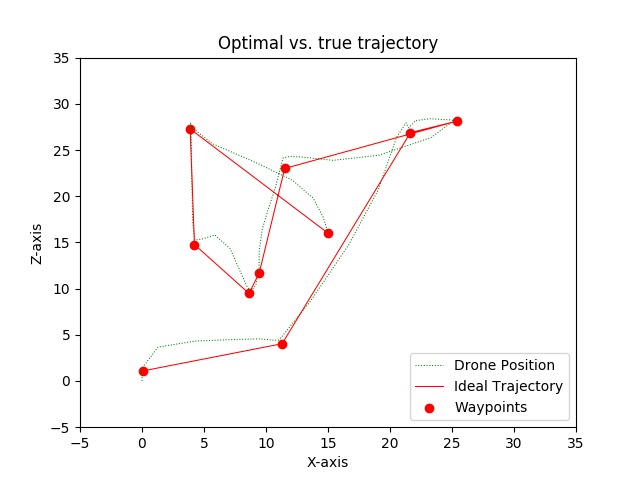 Optimal vs. true trajectory
35
30
25
20
15
10
5
0
−5
Z-axis
−5 0 5 10 15 20 25 30 35
X-axis
Drone Position
Ideal Trajectory
Waypoints